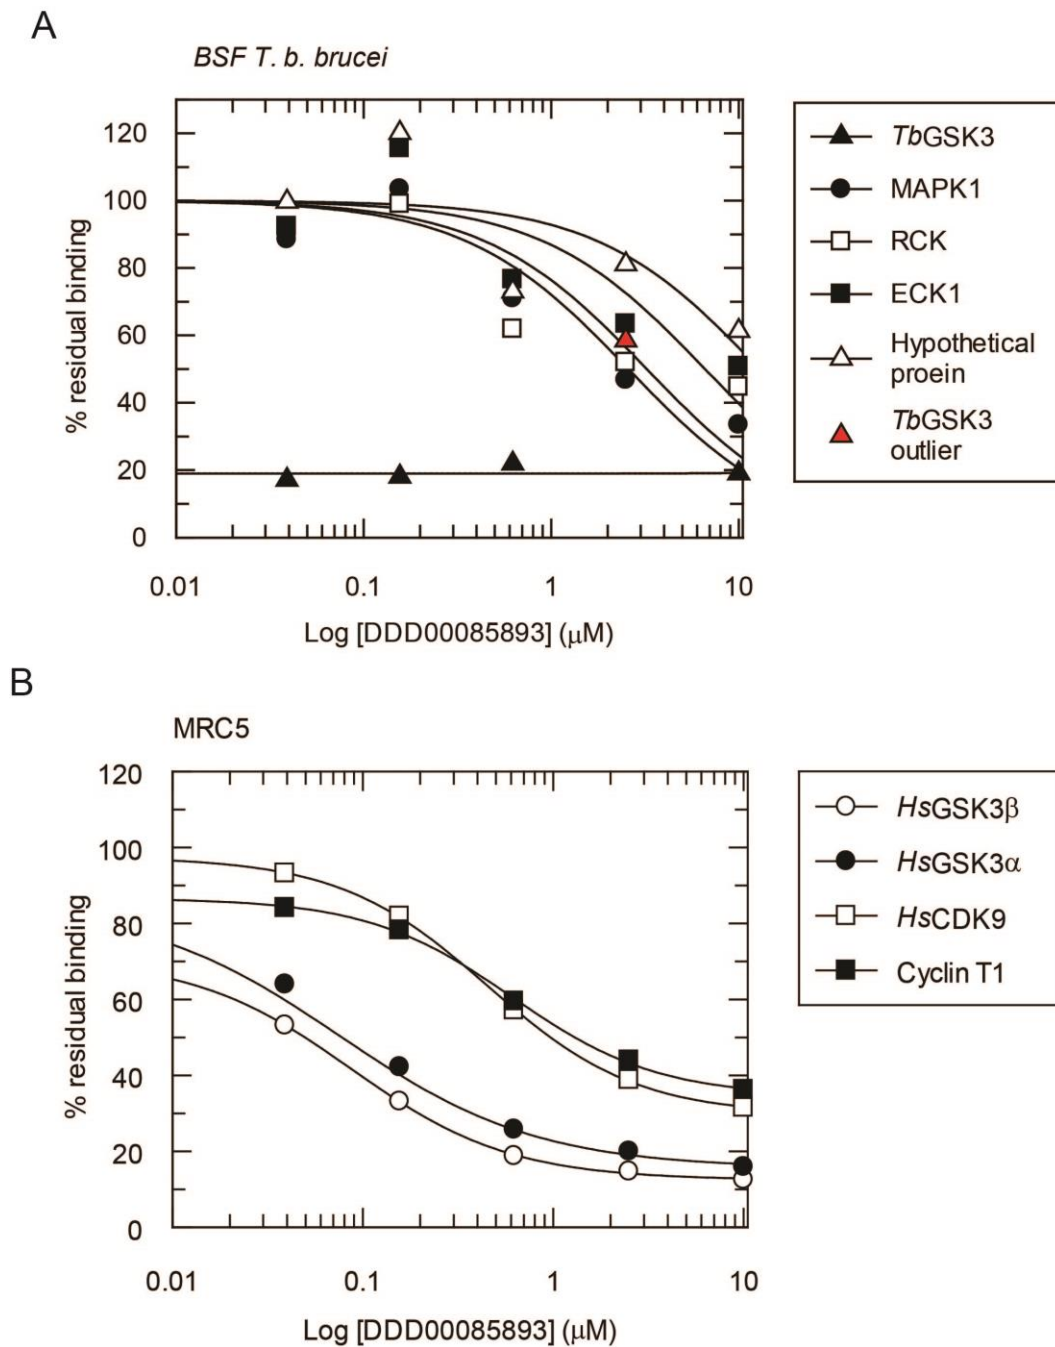 A
BSF T. b. brucei
120
100
80
60
40
20
0
% residual binding
0.01 0.1 1 10
Log [DDD00085893] (μM)
TbGSK3
MAPK1
RCK
ECK1
Hypothetical
proein
TbGSK3
outlier
B
MRC5
120
100
80
60
40
20
0
% residual binding
0.01 0.1 1 10
Log [DDD00085893] (μM)
HsGSK3β
HsGSK3α
HsCDK9
Cyclin T1